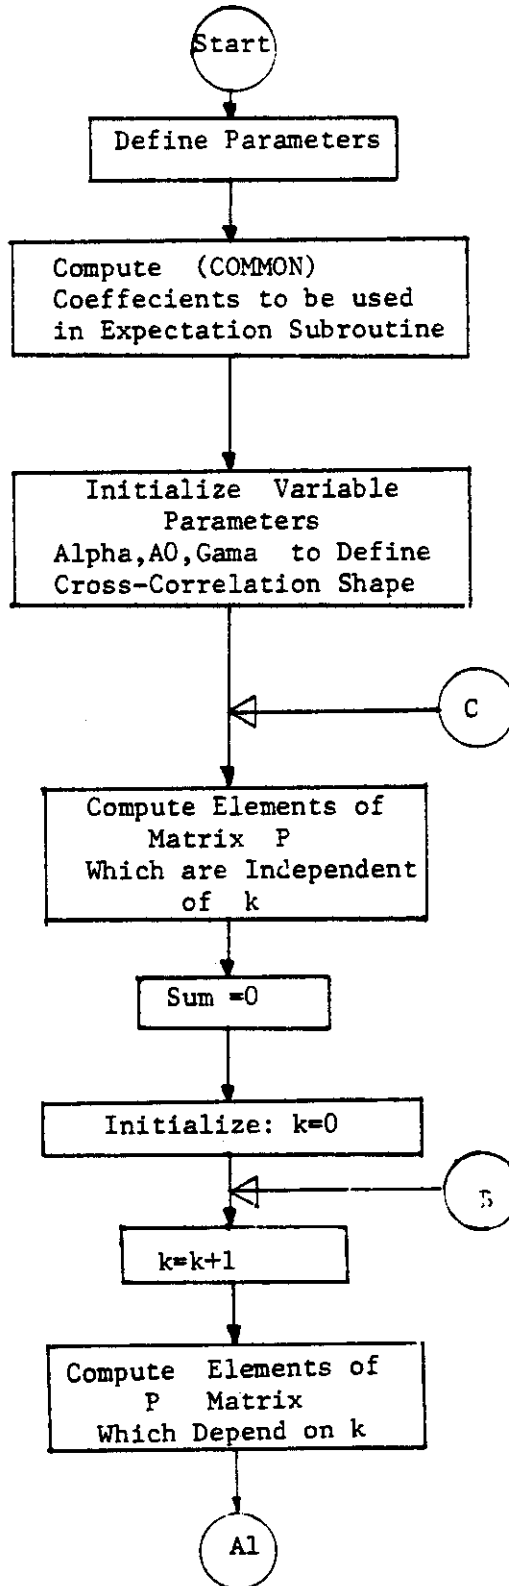 Start
Define Parameters
Compute (COMMON)
Coeffecients to be used
in Expectation Subroutine
Initialize Variable
Parameters
Alpha,AO,Gama to Define
Cross-Correlation Shape
C
Compute Elements of
Matrix P
Which are Independent
of k
Sum =0
Initialize: k=0
k=k+1
Compute Elements of
P Matrix
Which Depend on k
A1